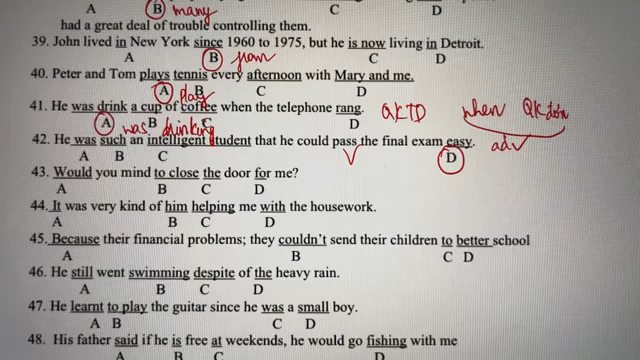 A B many C D
had a great deal of trouble controlling them.
39. John lived in New York since 1960 to 1975, but he is now living in Detroit.
A B from C D
40. Peter and Tom plays tennis every afternoon with Mary and me.
A play B C D
41. He was drink a cup of coffee when the telephone rang. QKTD when QK đơn
A was drinking B C D
42. He was such an intelligent student that he could pass the final exam easy. adv
A B C D
43. Would you mind to close the door for me?
A B C D
44. It was very kind of him helping me with the housework.
A B C D
45. Because their financial problems; they couldn't send their children to better school
A B C D
46. He still went swimming despite of the heavy rain.
A B C D
47. He learnt to play the guitar since he was a small boy.
A B C D
48. His father said if he is free at weekends, he would go fishing with me
A B C D